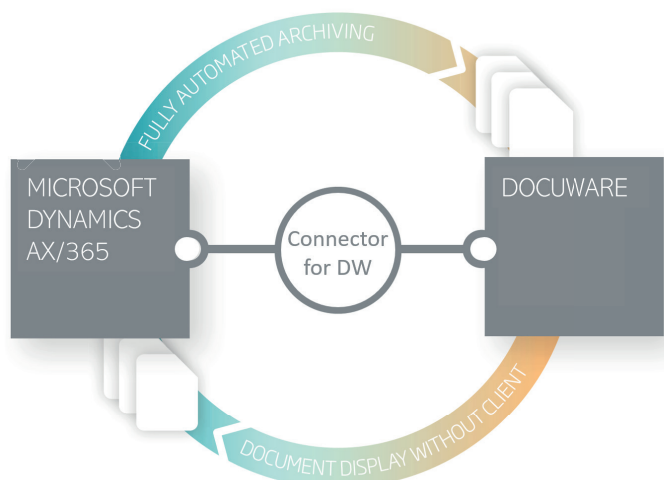 FULLY AUTOMATED ARCHIVING
MICROSOFT
DYNAMICS
AX/365
Connector
for DW
DOCUWARE
DOCUMENT DISPLAY WITHOUT CLIENT